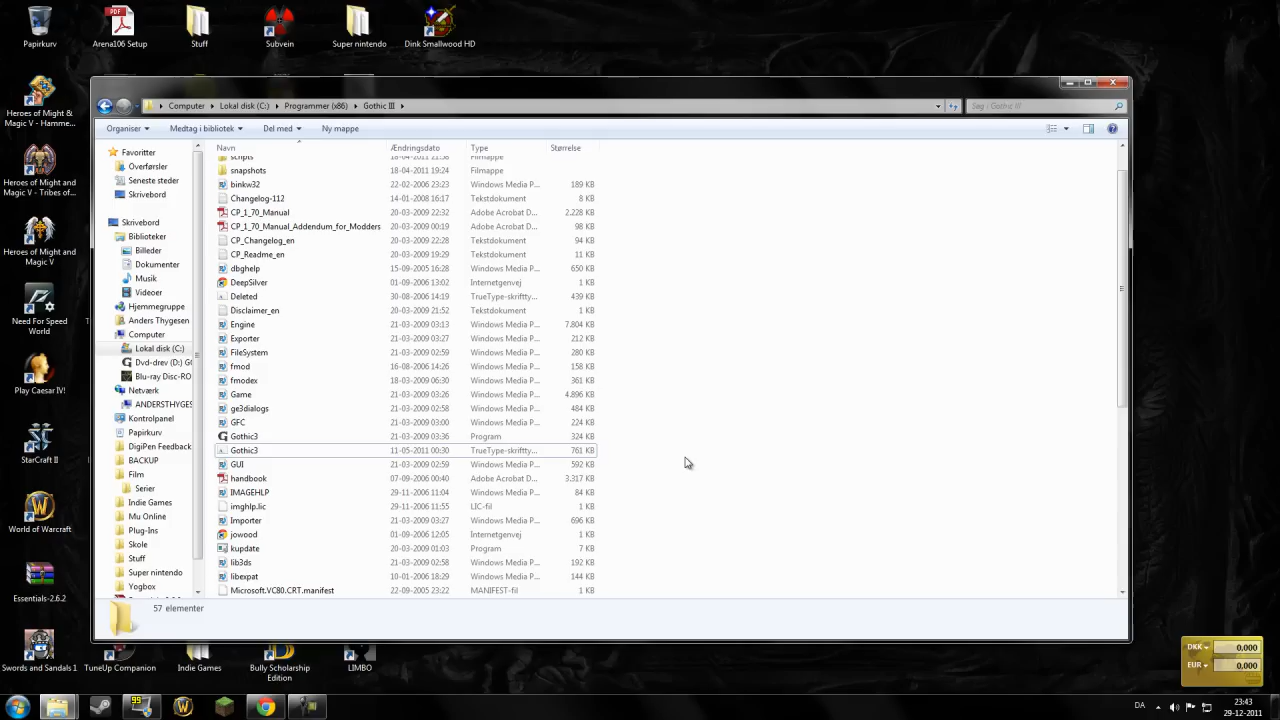 Papirkurv
Arena106 Setup
Stuff
Subvein
Super nintendo
Dink Smallwood HD
Heroes of Might &
Magic V - Hamme...
Heroes of Might and
Magic V - Tribes of...
Heroes of Might and
Magic V
Need For Speed
World
Play Caesar IV!
StarCraft II
World of Warcraft
Essentials-2.6.2
Swords and Sandals 1
TuneUp Companion
Indie Games
Bully Scholarship
Edition
LIMBO
Computer
Lokal disk (C:)
Programmer (x86)
Gothic III
Søg i Gothic III
Organiser
Medtag i bibliotek
Del med
Ny mappe
Favoritter
Overførsler
Seneste steder
Skrivebord
Skrivebord
Biblioteker
Billeder
Dokumenter
Musik
Videoer
Hjemmegruppe
Anders Thygesen
Computer
Lokal disk (C:)
Dvd-drev (D:) GO
Blu-ray Disc-RO
Netværk
ANDERSTHYGES
Kontrolpanel
Papirkurv
DigiPen Feedback
BACKUP
Film
Serier
Indie Games
Mu Online
Plug-Ins
Skole
Stuff
Super nintendo
Yogbox
Navn Ændringsdato Type Størrelse
scripts 18-04-2011 21:58 Filmappe
snapshots 18-04-2011 19:24 Filmappe
binkw32 22-02-2006 23:23 Windows Media P... 189 KB
Changelog-112 14-01-2008 16:17 Tekstdokument 8 KB
CP_1_70_Manual 20-03-2009 22:32 Adobe Acrobat D... 2.228 KB
CP_1_70_Manual_Addendum_for_Modders 20-03-2009 00:19 Adobe Acrobat D... 98 KB
CP_Changelog_en 20-03-2009 22:28 Tekstdokument 94 KB
CP_Readme_en 20-03-2009 19:29 Tekstdokument 11 KB
dbghelp 15-09-2005 16:28 Windows Media P... 650 KB
DeepSilver 01-09-2006 13:02 Internetgenvej 1 KB
Deleted 30-08-2006 14:19 TrueType-skriftty... 439 KB
Disclaimer_en 20-03-2009 21:52 Tekstdokument 1 KB
Engine 21-03-2009 03:13 Windows Media P... 7.804 KB
Exporter 21-03-2009 03:27 Windows Media P... 212 KB
FileSystem 21-03-2009 02:59 Windows Media P... 280 KB
fmod 16-08-2006 14:26 Windows Media P... 158 KB
fmodex 18-03-2009 06:30 Windows Media P... 361 KB
Game 21-03-2009 03:26 Windows Media P... 4.896 KB
ge3dialogs 21-03-2009 02:58 Windows Media P... 484 KB
GFC 21-03-2009 03:00 Windows Media P... 224 KB
Gothic3 21-03-2009 03:36 Program 324 KB
Gothic3 11-05-2011 00:30 TrueType-skriftty... 761 KB
GUI 21-03-2009 02:59 Windows Media P... 592 KB
handbook 07-09-2006 00:40 Adobe Acrobat D... 3.317 KB
IMAGEHLP 29-11-2006 11:04 Windows Media P... 84 KB
imghlp.lic 29-11-2006 11:55 LIC-fil 1 KB
Importer 21-03-2009 03:27 Windows Media P... 696 KB
jowood 01-09-2006 12:05 Internetgenvej 1 KB
kupdate 20-03-2009 01:03 Program 7 KB
lib3ds 21-03-2009 02:58 Windows Media P... 192 KB
libexpat 10-01-2006 18:29 Windows Media P... 144 KB
Microsoft.VC80.CRT.manifest 22-09-2005 23:22 MANIFEST-fil 1 KB
57 elementer
DKK 0,000
EUR 0,000
99
DA
23:43
29-12-2011